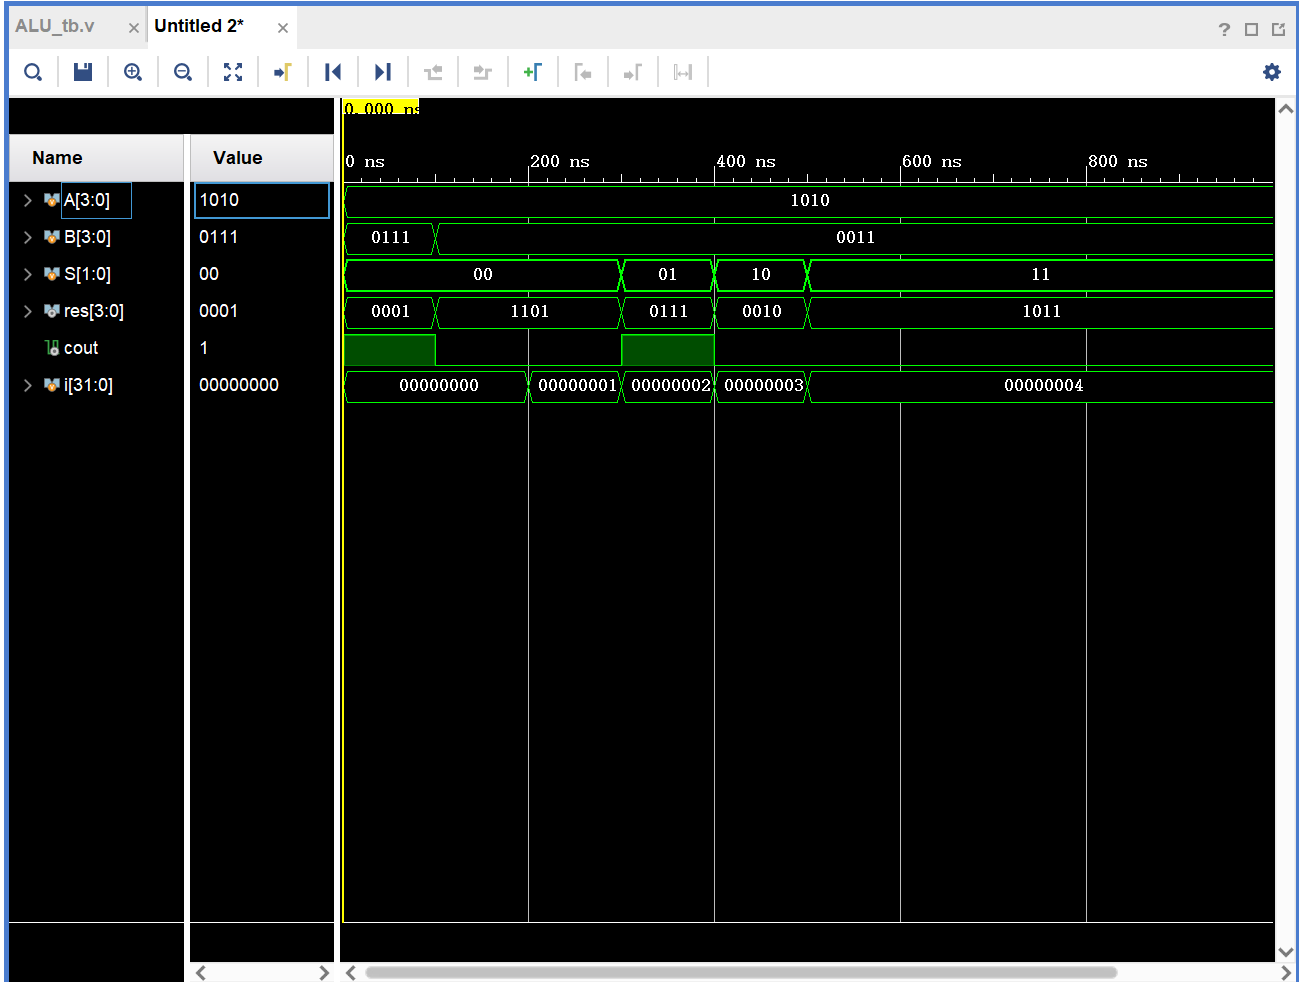 ALU_tb.v × Untitled 2* ×
?
0.000 ns
Name Value
0 ns 200 ns 400 ns 600 ns 800 ns
A[3:0] 1010 1010
B[3:0] 0111 0111 0011
S[1:0] 00 00 01 10 11
res[3:0] 0001 0001 1101 0111 0010 1011
cout 1
i[31:0] 00000000 00000000 00000001 00000002 00000003 00000004